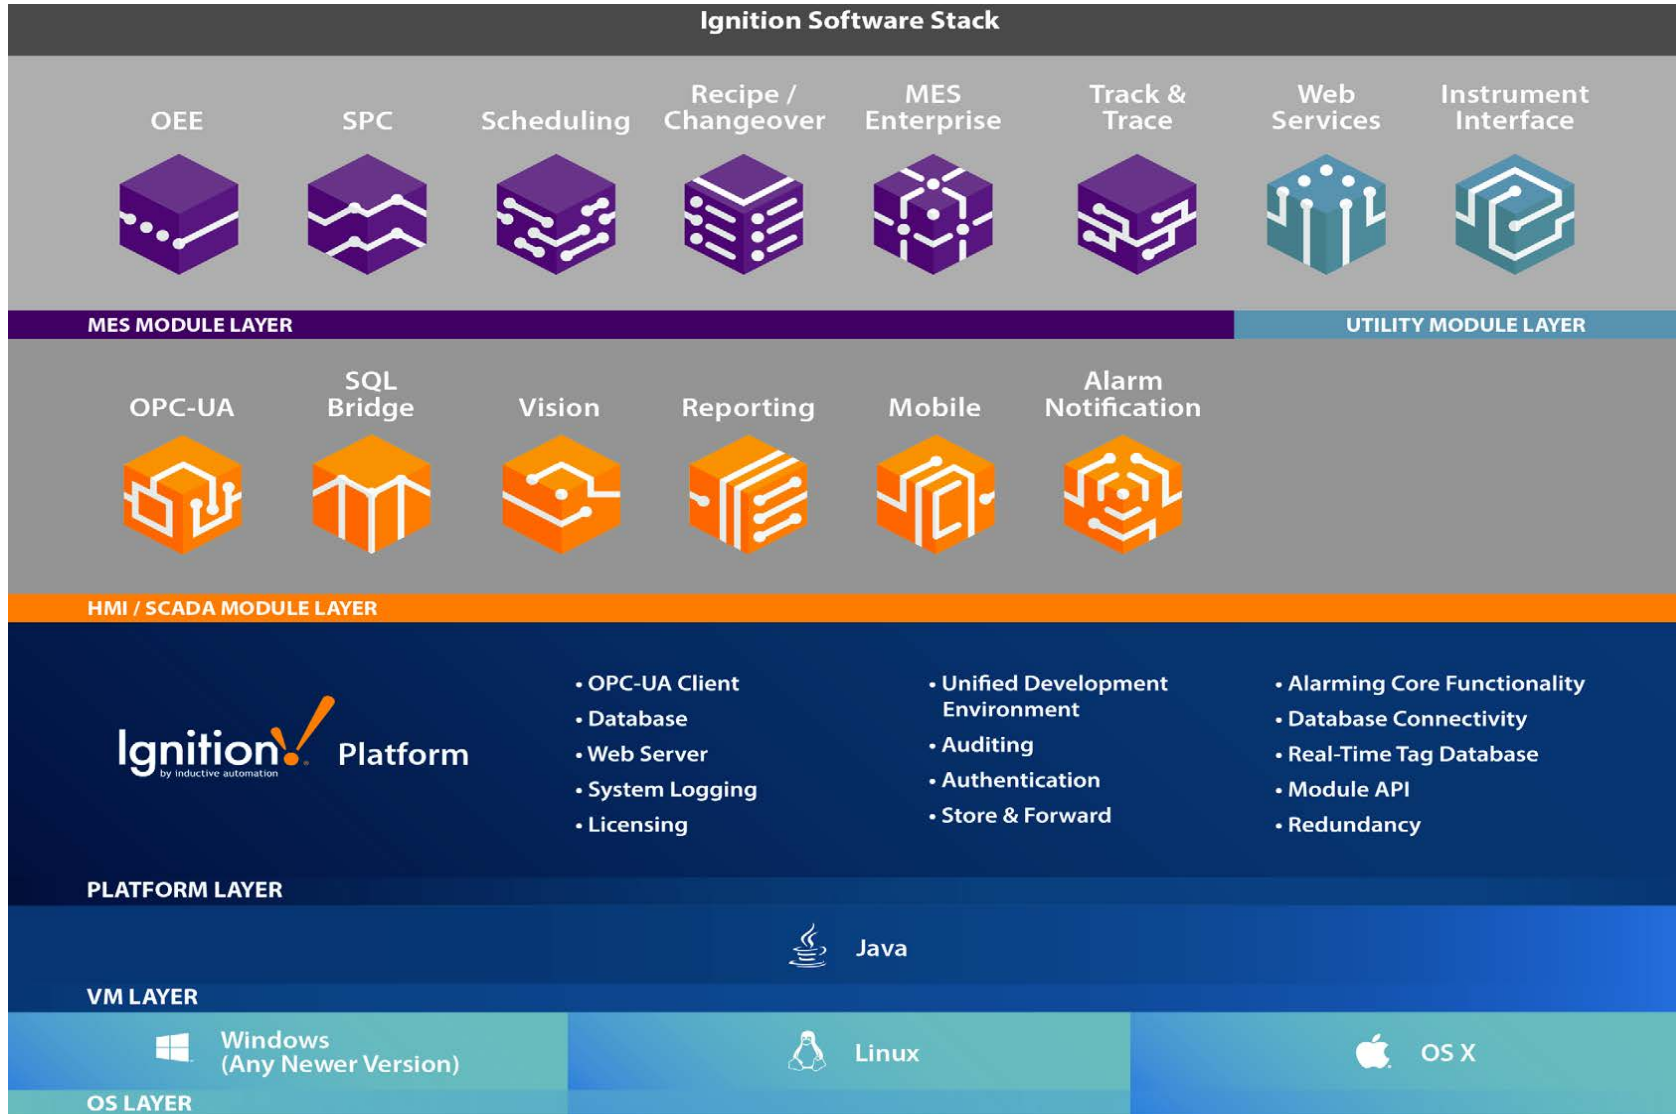 Ignition Software Stack
OEE
SPC
Scheduling
Recipe /
Changeover
MES
Enterprise
Track &
Trace
Web
Services
Instrument
Interface
MES MODULE LAYER
UTILITY MODULE LAYER
OPC-UA
SQL
Bridge
Vision
Reporting
Mobile
Alarm
Notification
HMI / SCADA MODULE LAYER
Ignition!
by inductive automation
Platform
• OPC-UA Client
• Database
• Web Server
• System Logging
• Licensing
• Unified Development
Environment
• Auditing
• Authentication
• Store & Forward
• Alarming Core Functionality
• Database Connectivity
• Real-Time Tag Database
• Module API
• Redundancy
PLATFORM LAYER
Java
VM LAYER
Windows
(Any Newer Version)
Linux
OS X
OS LAYER